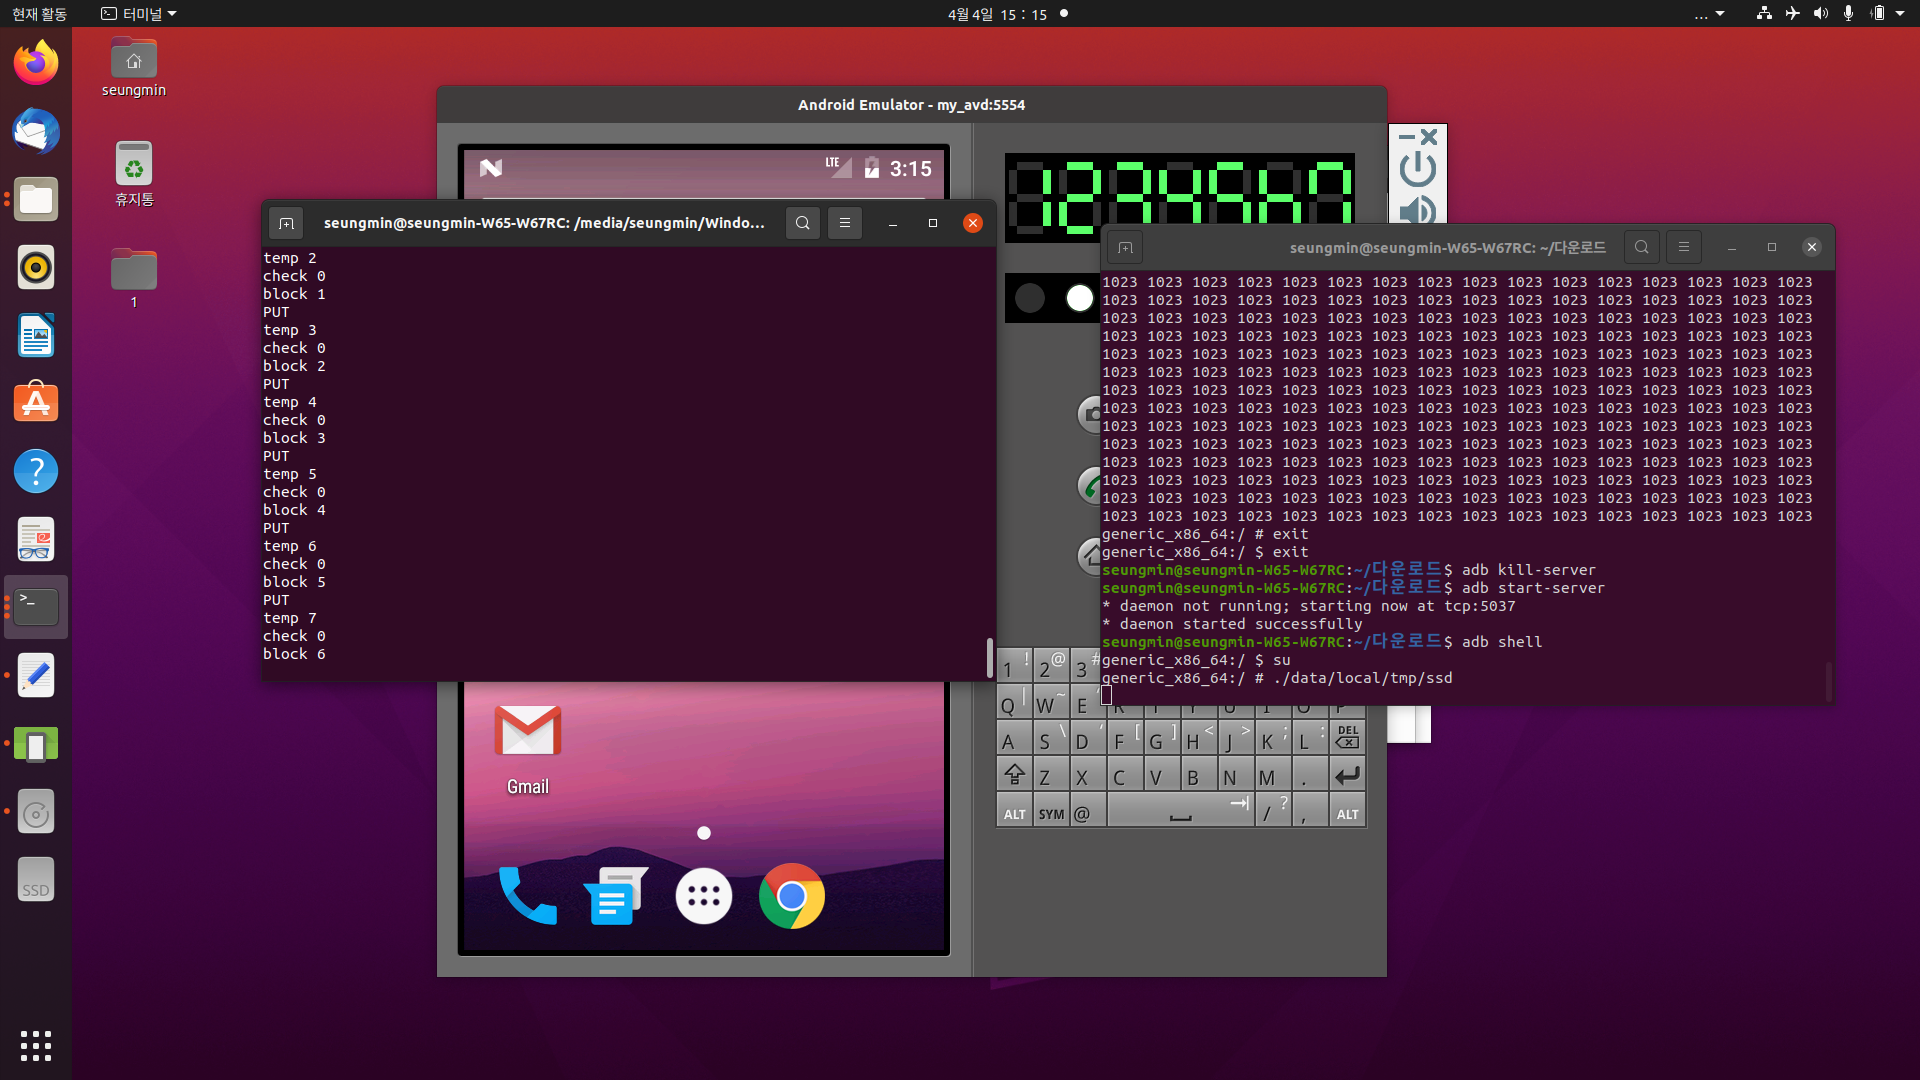 현재 활동
터미널
4월 4일 15 : 15
seungmin
휴지통
1
SSD
Android Emulator - my_avd:5554
LTE
3:15
Gmail
seungmin@seungmin-W65-W67RC: /media/seungmin/Windo...
temp 2
check 0
block 1
PUT
temp 3
check 0
block 2
PUT
temp 4
check 0
block 3
PUT
temp 5
check 0
block 4
PUT
temp 6
check 0
block 5
PUT
temp 7
check 0
block 6
seungmin@seungmin-W65-W67RC: ~/다운로드
1023 1023 1023 1023 1023 1023 1023 1023 1023 1023 1023 1023 1023 1023 1023 1023
1023 1023 1023 1023 1023 1023 1023 1023 1023 1023 1023 1023 1023 1023 1023 1023
1023 1023 1023 1023 1023 1023 1023 1023 1023 1023 1023 1023 1023 1023 1023 1023
1023 1023 1023 1023 1023 1023 1023 1023 1023 1023 1023 1023 1023 1023 1023 1023
1023 1023 1023 1023 1023 1023 1023 1023 1023 1023 1023 1023 1023 1023 1023 1023
1023 1023 1023 1023 1023 1023 1023 1023 1023 1023 1023 1023 1023 1023 1023 1023
1023 1023 1023 1023 1023 1023 1023 1023 1023 1023 1023 1023 1023 1023 1023 1023
1023 1023 1023 1023 1023 1023 1023 1023 1023 1023 1023 1023 1023 1023 1023 1023
1023 1023 1023 1023 1023 1023 1023 1023 1023 1023 1023 1023 1023 1023 1023 1023
1023 1023 1023 1023 1023 1023 1023 1023 1023 1023 1023 1023 1023 1023 1023 1023
1023 1023 1023 1023 1023 1023 1023 1023 1023 1023 1023 1023 1023 1023 1023 1023
1023 1023 1023 1023 1023 1023 1023 1023 1023 1023 1023 1023 1023 1023 1023 1023
1023 1023 1023 1023 1023 1023 1023 1023 1023 1023 1023 1023 1023 1023 1023 1023
1023 1023 1023 1023 1023 1023 1023 1023 1023 1023 1023 1023 1023 1023 1023 1023
generic_x86_64:/ # exit
generic_x86_64:/ $ exit
seungmin@seungmin-W65-W67RC:~/다운로드$ adb kill-server
seungmin@seungmin-W65-W67RC:~/다운로드$ adb start-server
* daemon not running; starting now at tcp:5037
* daemon started successfully
seungmin@seungmin-W65-W67RC:~/다운로드$ adb shell
generic_x86_64:/ $ su
generic_x86_64:/ # ./data/local/tmp/ssd
1 ! 2 @ 3 #
Q | W ~ E
A S \ D ' F [ G ] H < J > K ; L : DEL
Z X C V B N M .
ALT SYM @ / ? , ALT